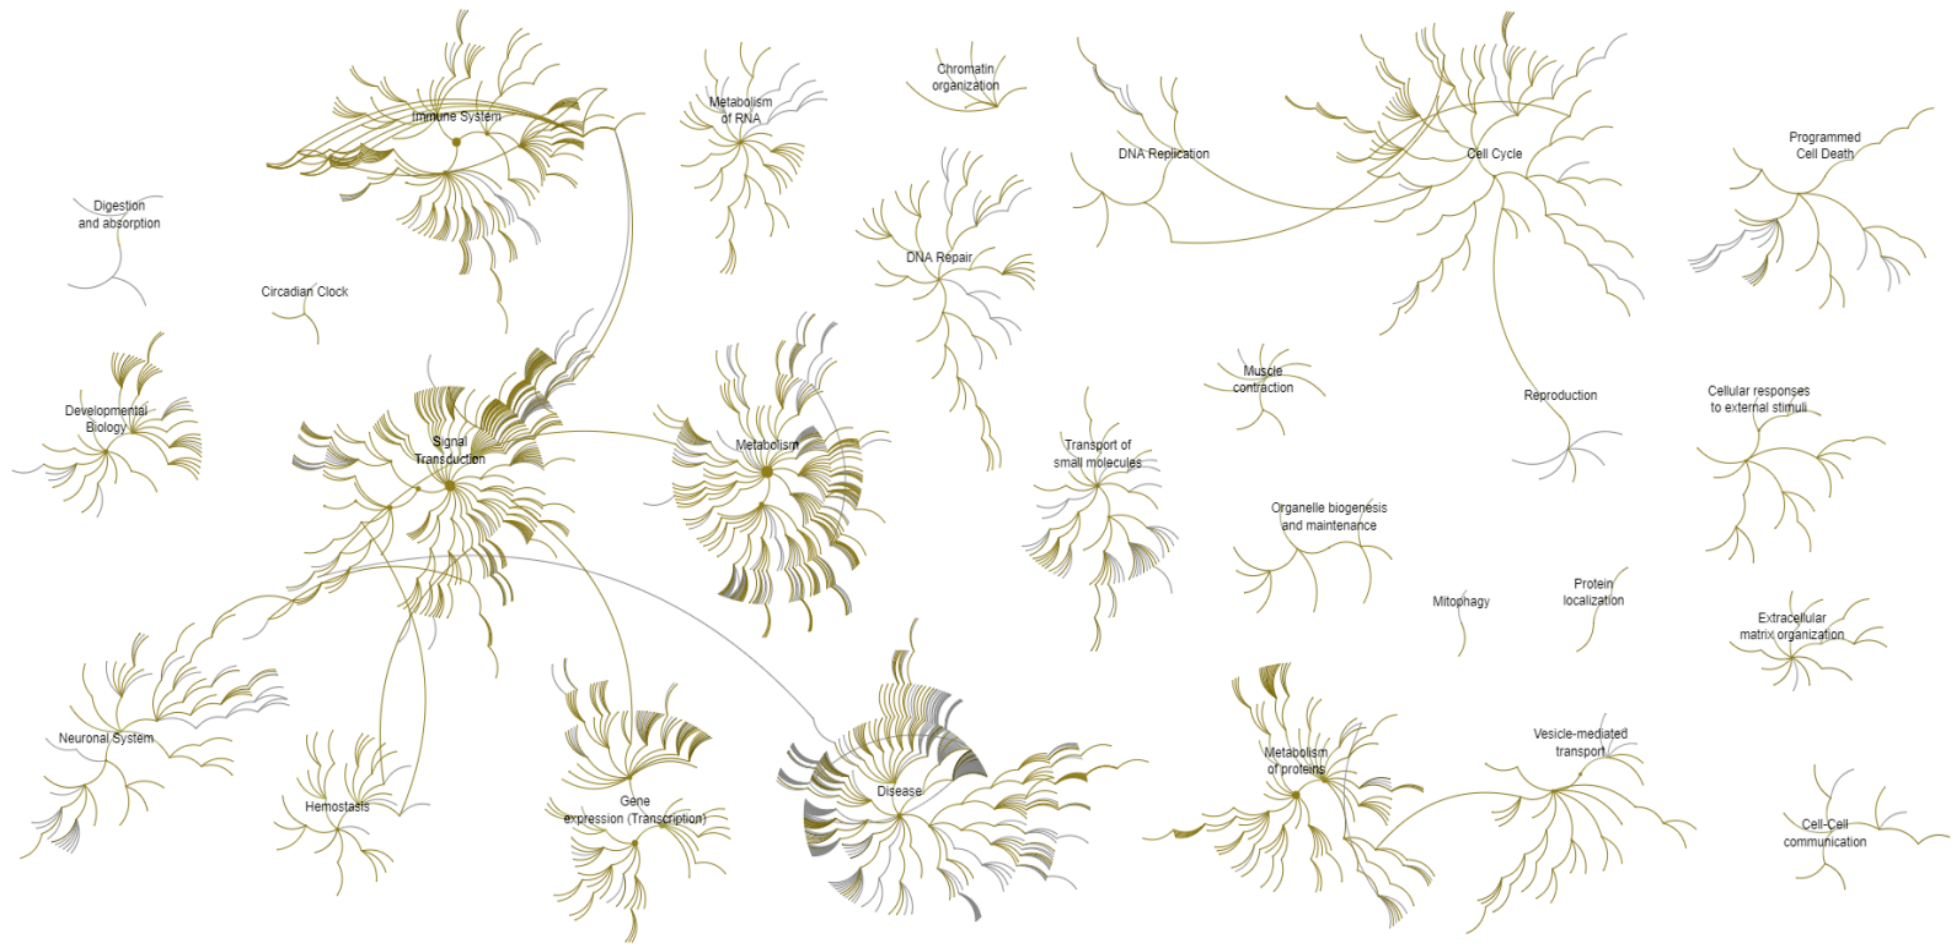 Immune System
Metabolism
of RNA
Chromatin
organization
DNA Replication
Cell Cycle
Programmed
Cell Death
Digestion
and absorption
Circadian Clock
DNA Repair
Developmental
Biology
Signal
Transduction
Metabolism
Transport of
small molecules
Muscle
contraction
Reproduction
Cellular responses
to external stimuli
Organelle biogenesis
and maintenance
Mitophagy
Protein
localization
Extracellular
matrix organization
Neuronal System
Hemostasis
Gene
expression (Transcription)
Disease
Metabolism
of proteins
Vesicle-mediated
transport
Cell-Cell
communication